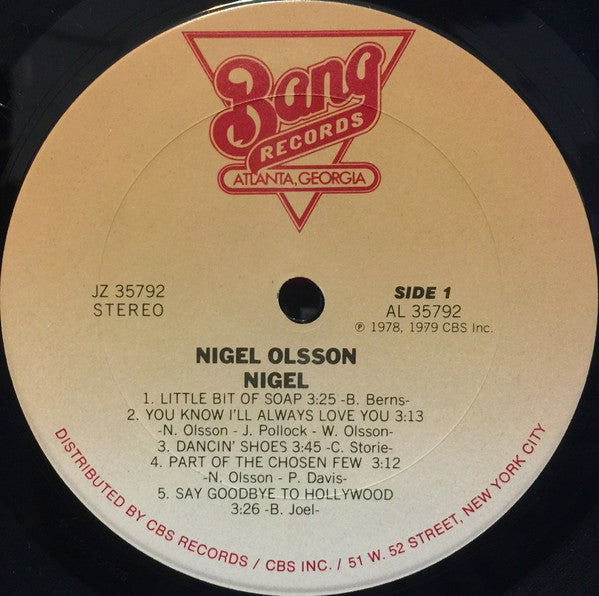 Bang
RECORDS
ATLANTA, GEORGIA
JZ 35792
STEREO
SIDE 1
AL 35792
℗ 1978, 1979 CBS Inc.
NIGEL OLSSON
NIGEL
1. LITTLE BIT OF SOAP 3:25 -B. Berns-
2. YOU KNOW I'LL ALWAYS LOVE YOU 3:13
-N. Olsson - J. Pollock - W. Olsson-
3. DANCIN' SHOES 3:45 -C. Storie-
4. PART OF THE CHOSEN FEW 3:12
-N. Olsson - P. Davis-
5. SAY GOODBYE TO HOLLYWOOD
3:26 -B. Joel-
DISTRIBUTED BY CBS RECORDS / CBS INC. / 51 W. 52 STREET, NEW YORK CITY